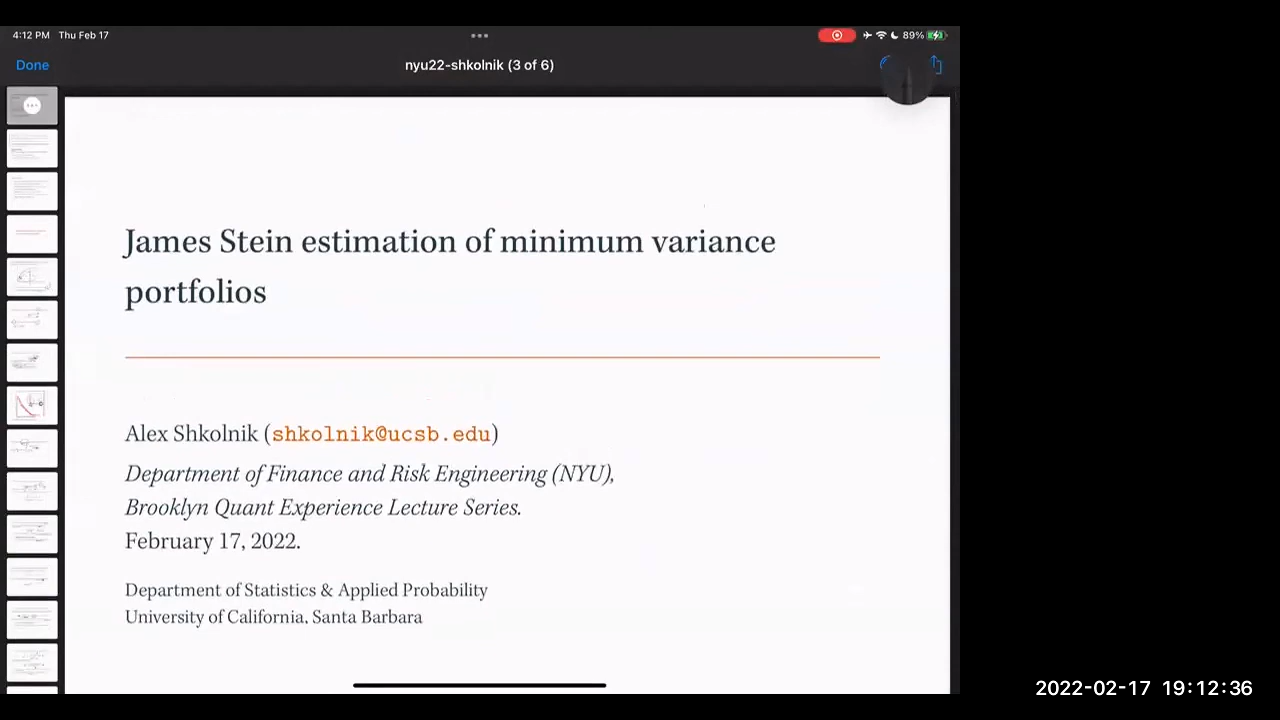 4:12 PM Thu Feb 17
89%
Done
nyu22-shkolnik (3 of 6)
James Stein estimation of minimum variance
portfolios
Alex Shkolnik (shkolnik@ucsb.edu)
Department of Finance and Risk Engineering (NYU),
Brooklyn Quant Experience Lecture Series.
February 17, 2022.
Department of Statistics & Applied Probability
University of California, Santa Barbara
2022-02-17 19:12:36